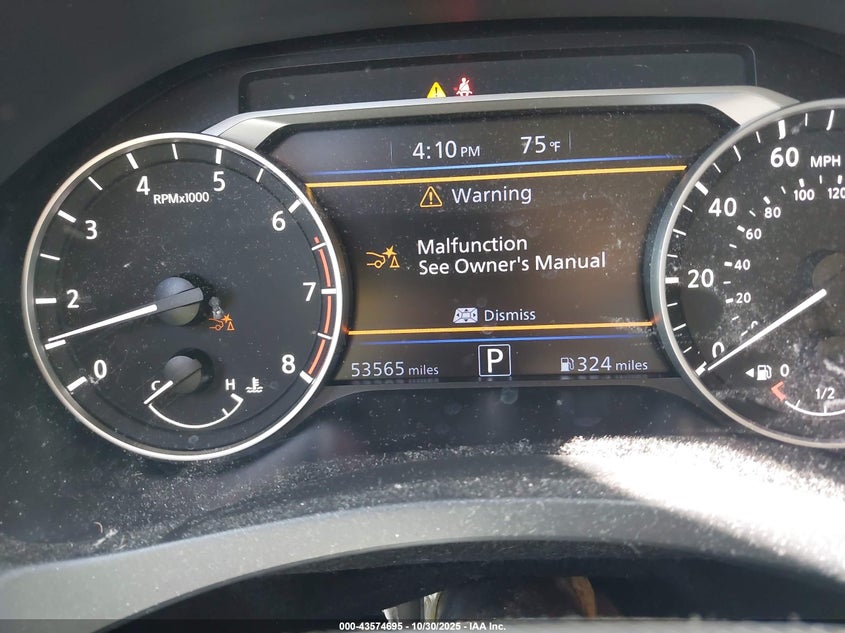 4:10 PM 75°F
Warning
Malfunction
See Owner's Manual
Dismiss
53565 miles P 324 miles
0 2 3 4 5 6 7 8
RPMx1000
C H
0 20 40 60 MPH
20 40 60 80 100 120
0 1/2
000-43574695 - 10/30/2025 - IAA Inc.